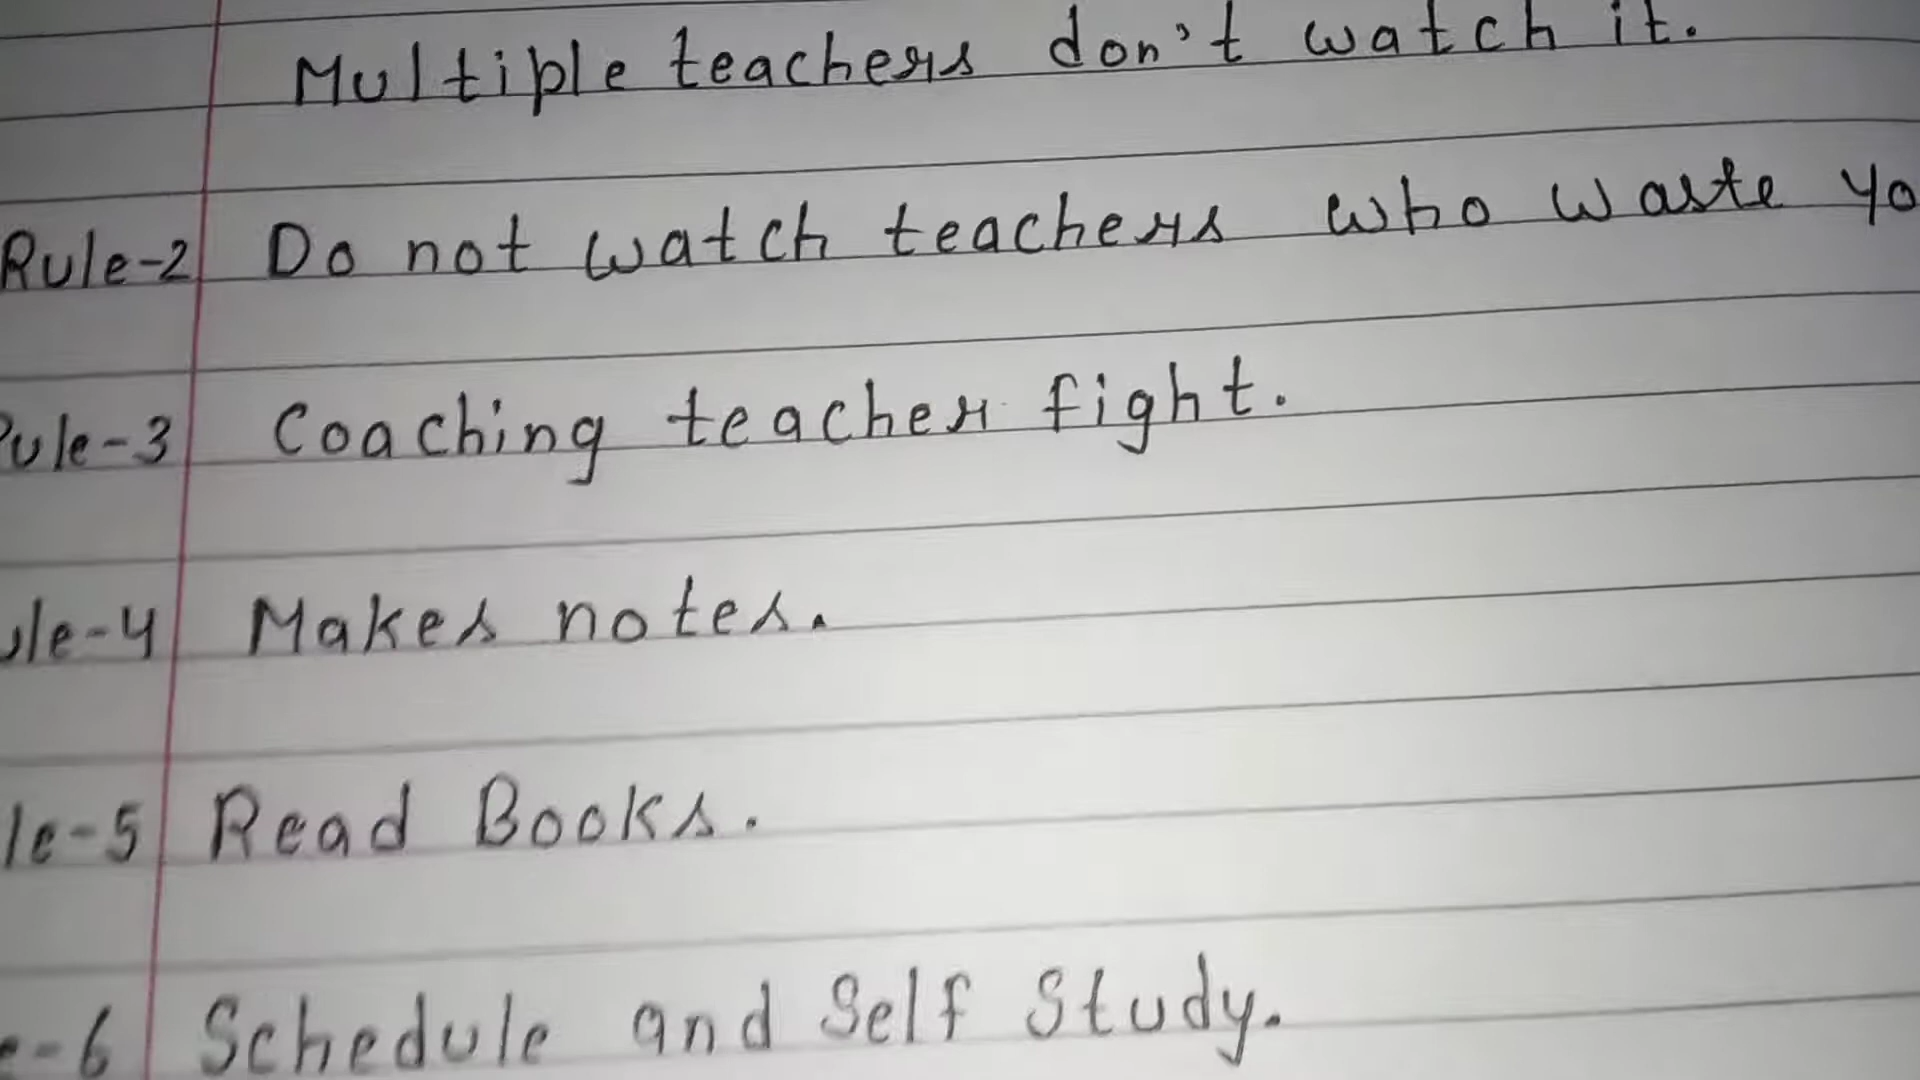 Multiple teachers don't watch it.
Rule-2 Do not watch teachers who waste yo
Rule-3 Coaching teacher fight.
ule-4 Makes notes.
le-5 Read Books.
e-6 Schedule and Self Study.